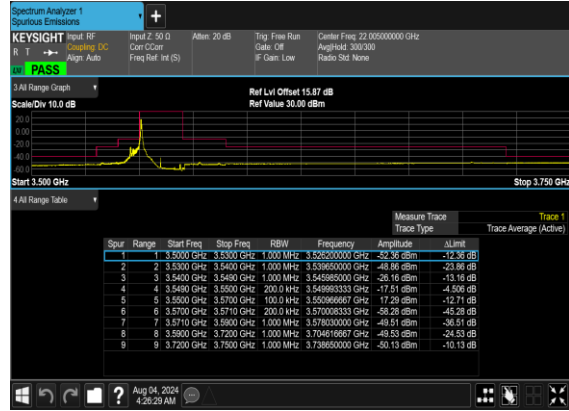 Spectrum Analyzer 1
Spurious Emissions
+
KEYSIGHT Input: RF Input Z: 50 Ω Atten: 20 dB Trig: Free Run Center Freq: 22.005000000 GHz
R T Coupling: DC Corr CCorr Gate: Off Avg|Hold: 300/300
Align: Auto Freq Ref: Int (S) IF Gain: Low Radio Std: None
PASS
3 All Range Graph
Ref Lvl Offset 15.87 dB
Scale/Div 10.0 dB Ref Value 30.00 dBm
20.0
0.00
-20.0
-40.0
-60.0
Start 3.500 GHz Stop 3.750 GHz
4 All Range Table
Measure Trace Trace 1
Trace Type Trace Average (Active)
Spur Range Start Freq Stop Freq RBW Frequency Amplitude ΔLimit
1 1 3.5000 GHz 3.5300 GHz 1.000 MHz 3.526200000 GHz -52.36 dBm -12.36 dB
2 2 3.5300 GHz 3.5400 GHz 1.000 MHz 3.539650000 GHz -48.86 dBm -23.86 dB
3 3 3.5400 GHz 3.5490 GHz 1.000 MHz 3.545985000 GHz -26.16 dBm -13.16 dB
4 4 3.5490 GHz 3.5500 GHz 200.0 kHz 3.549993333 GHz -17.51 dBm -4.506 dB
5 5 3.5500 GHz 3.5700 GHz 100.0 kHz 3.550966667 GHz 17.29 dBm -12.71 dB
6 6 3.5700 GHz 3.5710 GHz 200.0 kHz 3.570008333 GHz -58.28 dBm -45.28 dB
7 7 3.5710 GHz 3.5900 GHz 1.000 MHz 3.578030000 GHz -49.51 dBm -36.51 dB
8 8 3.5900 GHz 3.7200 GHz 1.000 MHz 3.704616667 GHz -49.53 dBm -24.53 dB
9 9 3.7200 GHz 3.7500 GHz 1.000 MHz 3.738650000 GHz -50.13 dBm -10.13 dB
? Aug 04, 2024
4:26:29 AM